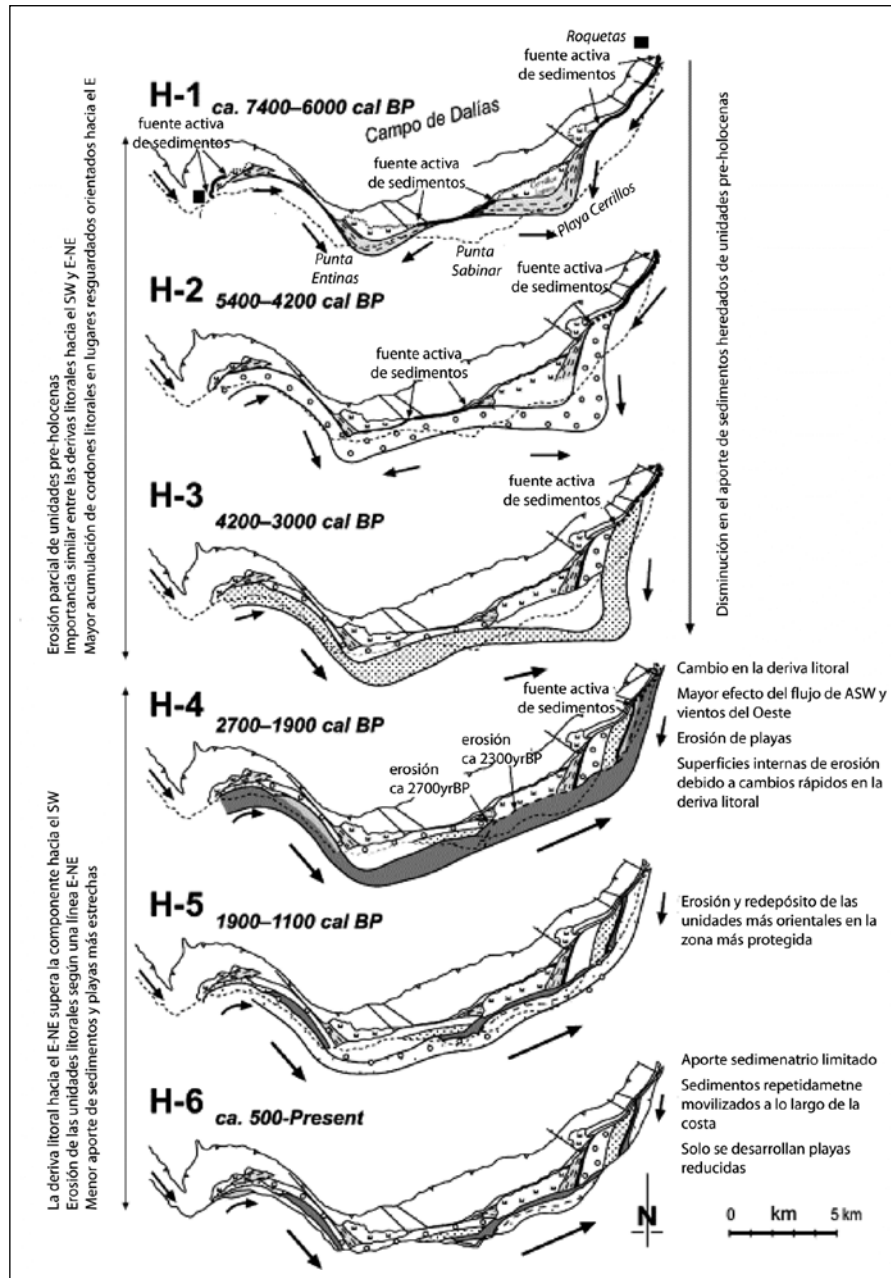 Roquetas
fuente activa
de sedimentos
H-1 ca. 7400–6000 cal BP
Campo de Dalías
fuente activa
de sedimentos
fuente activa
de sedimentos
Playa Cerrillos
Punta
Entinas
Punta
Sabinar
fuente activa
de sedimentos
H-2
5400–4200 cal BP
fuente activa
de sedimentos
fuente activa
de sedimentos
H-3
4200–3000 cal BP
Erosión parcial de unidades pre-holocenas
Importancia similar entre las derivas litorales hacia el SW y E-NE
Mayor acumulación de cordones litorales en lugares resguardados orientados hacia el E
Disminución en el aporte de sedimentos heredados de unidades pre-holocenas
H-4
2700–1900 cal BP
fuente activa
de sedimentos
erosión
ca 2300yrBP
erosión
ca 2700yrBP
Cambio en la deriva litoral
Mayor efecto del flujo de ASW y
vientos del Oeste
Erosión de playas
Superficies internas de erosión
debido a cambios rápidos en la
deriva litoral
H-5
1900–1100 cal BP
Erosión y redepósito de las
unidades más orientales en la
zona más protegida
H-6
ca. 500-Present
Aporte sedimenatrio limitado
Sedimentos repetidametne
movilizados a lo largo de la
costa
Solo se desarrollan playas
reducidas
La deriva litoral hacia el E-NE supera la componente hacia el SW
Erosión de las unidades litorales según una línea E-NE
Menor aporte de sedimentos y playas más estrechas
N
0 km 5 km